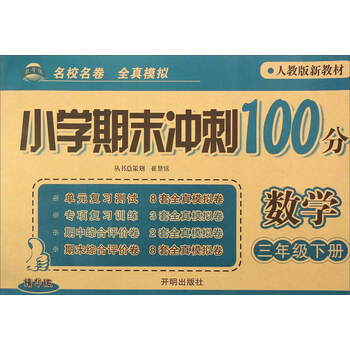 名校名卷 全真模拟
人教版新教材
小学期末冲刺100分
丛书总策划 崔慧钱
数学
三年级下册
※ 单元复习测试 8套全真模拟卷
※ 专项复习训练 3套全真模拟卷
※ 期中综合评价卷 2套全真模拟卷
※ 期末综合评价卷 8套全真模拟卷
精华版
开明出版社